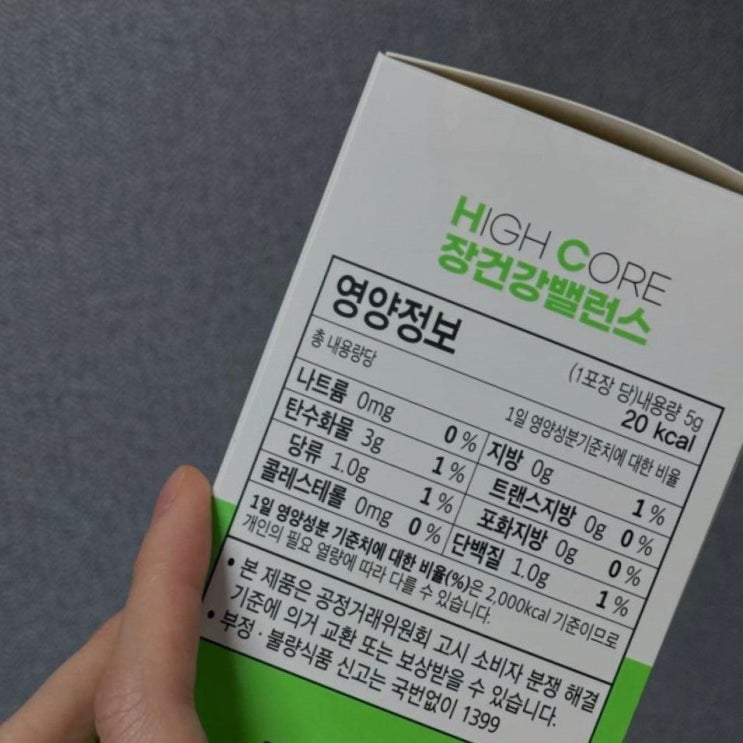 HIGH CORE
장건강밸런스
영양정보
(1포장 당)내용량 5g
총 내용량당
20 kcal
1일 영양성분기준치에 대한 비율
나트륨 0mg 0%
지방 0g 1%
탄수화물 3g 1%
트랜스지방 0g 0%
당류 1.0g 1%
포화지방 0g 0%
콜레스테롤 0mg 0%
단백질 1.0g 1%
1일 영양성분 기준치에 대한 비율(%)은 2,000kcal 기준이므로
개인의 필요 열량에 따라 다를 수 있습니다.
• 본 제품은 공정거래위원회 고시 소비자 분쟁 해결
기준에 의거 교환 또는 보상받을 수 있습니다.
• 부정·불량식품 신고는 국번없이 1399